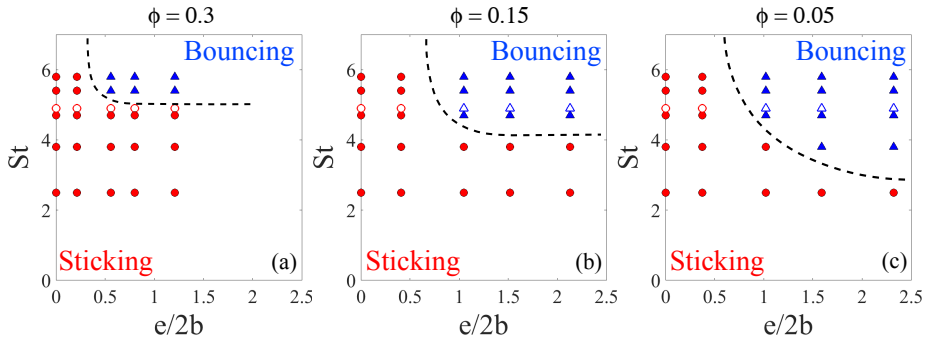 ϕ = 0.3
Bouncing
6
4
2
0
St
Sticking
(a)
0 0.5 1 1.5 2 2.5
e/2b
ϕ = 0.15
Bouncing
6
4
2
0
St
Sticking
(b)
0 0.5 1 1.5 2 2.5
e/2b
ϕ = 0.05
Bouncing
6
4
2
0
St
Sticking
(c)
0 0.5 1 1.5 2 2.5
e/2b